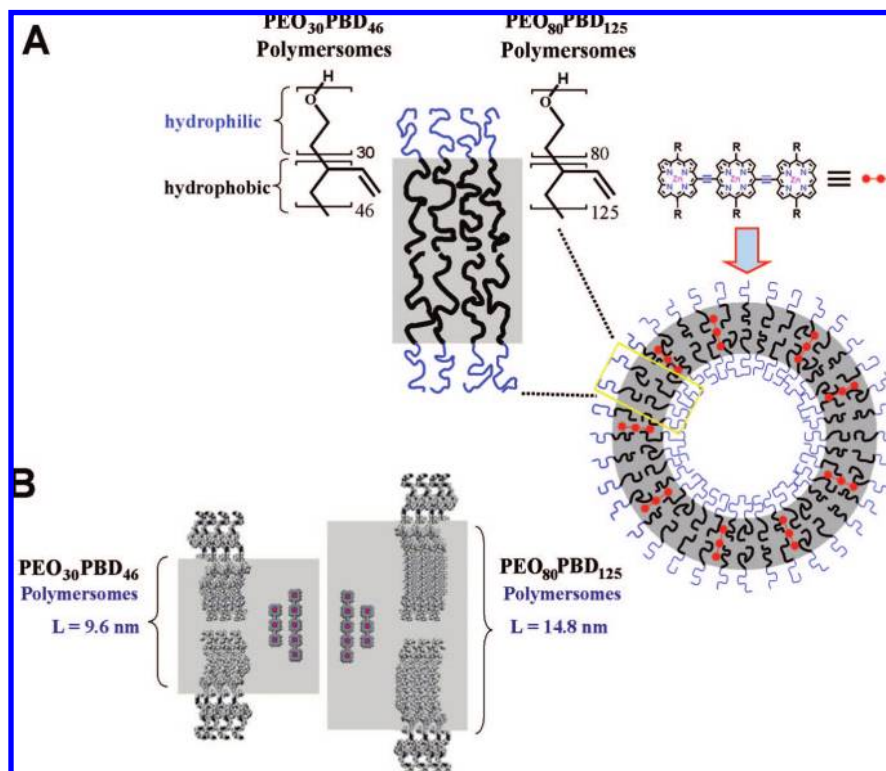 A
PEO30PBD46
Polymersomes
PEO80PBD125
Polymersomes
H
O
hydrophilic
30
hydrophobic
46
H
O
80
125
R R R
N N N N N N N N N N N N
Zn Zn Zn
R R R
B
PEO30PBD46
Polymersomes
L = 9.6 nm
PEO80PBD125
Polymersomes
L = 14.8 nm